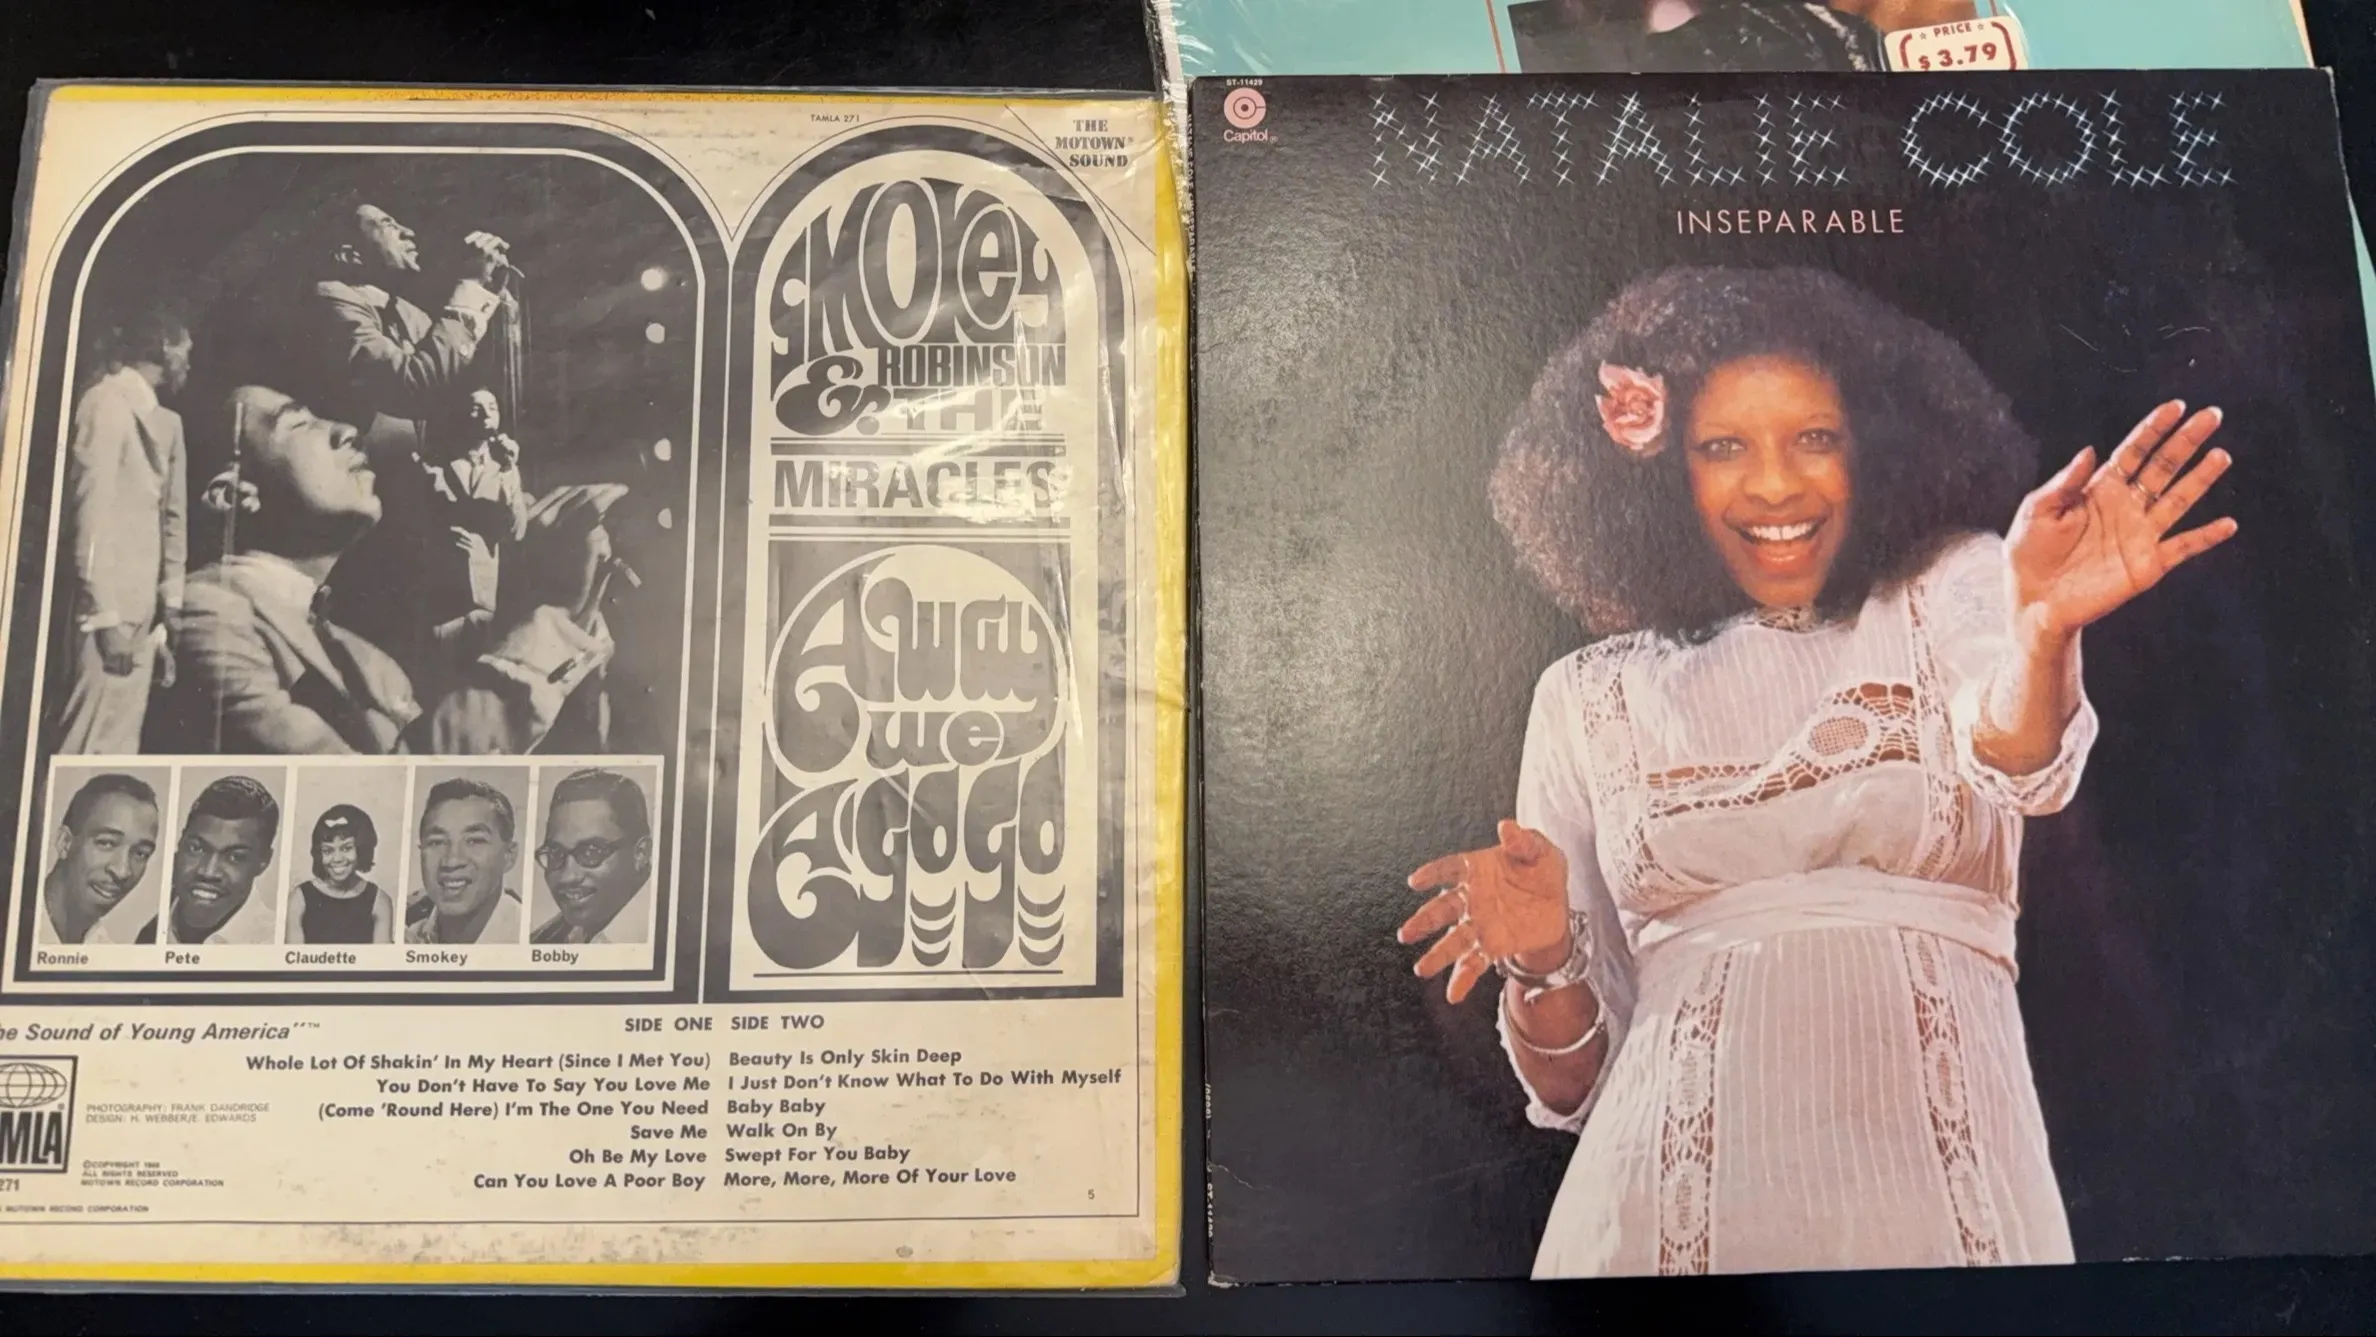 ★ PRICE ★
$3.79
TAMLA 271
THE
MOTOWN
SOUND
SMOKEY
ROBINSON
& THE
MIRACLES
AWAY
WE
A GO GO
Ronnie Pete Claudette Smokey Bobby
he Sound of Young America"™
SIDE ONE SIDE TWO
Whole Lot Of Shakin' In My Heart (Since I Met You) Beauty Is Only Skin Deep
You Don't Have To Say You Love Me I Just Don't Know What To Do With Myself
(Come 'Round Here) I'm The One You Need Baby Baby
Save Me Walk On By
Oh Be My Love Swept For You Baby
Can You Love A Poor Boy More, More, More Of Your Love
PHOTOGRAPHY: FRANK DANDRIDGE
DESIGN: H. WEBBER/E. EDWARDS
MLA
271
©COPYRIGHT 1966
ALL RIGHTS RESERVED
MOTOWN RECORD CORPORATION
MOTOWN RECORD CORPORATION
5
ST-11429
Capitol
NATALIE COLE
INSEPARABLE